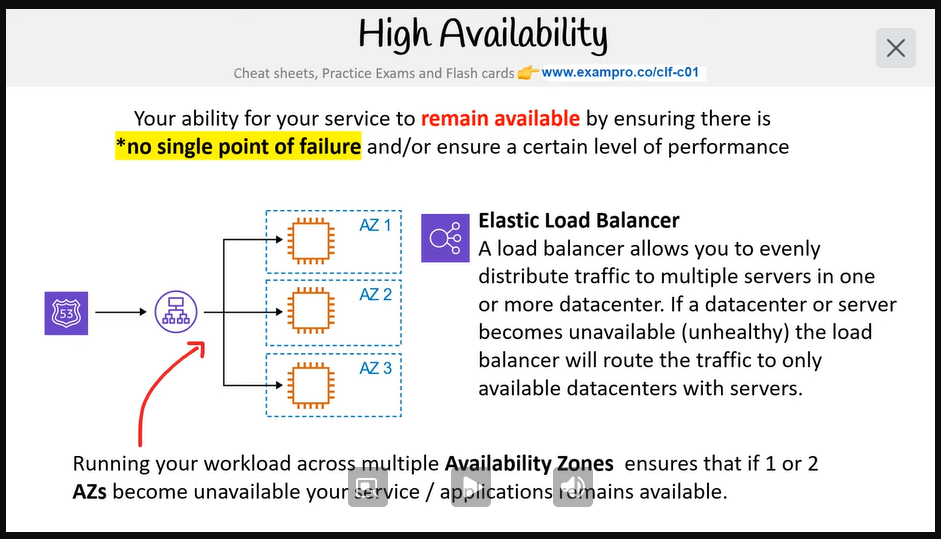 High Availability
Cheat sheets, Practice Exams and Flash cards 👉 www.exampro.co/clf-c01
Your ability for your service to remain available by ensuring there is
*no single point of failure and/or ensure a certain level of performance
53
AZ 1
AZ 2
AZ 3
Elastic Load Balancer
A load balancer allows you to evenly
distribute traffic to multiple servers in one
or more datacenter. If a datacenter or server
becomes unavailable (unhealthy) the load
balancer will route the traffic to only
available datacenters with servers.
Running your workload across multiple Availability Zones ensures that if 1 or 2
AZs become unavailable your service / applications remains available.